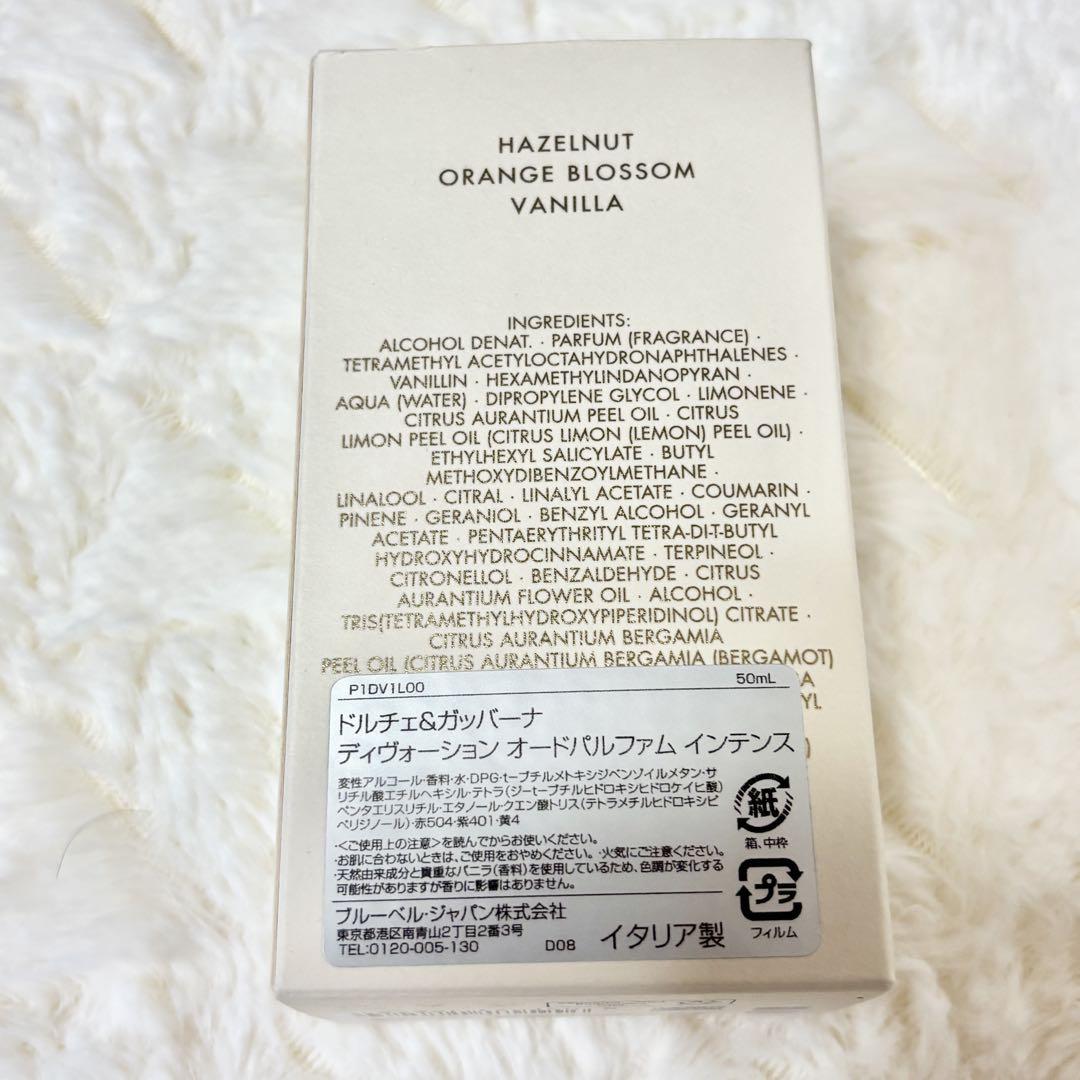 HAZELNUT
ORANGE BLOSSOM
VANILLA
INGREDIENTS:
ALCOHOL DENAT. · PARFUM (FRAGRANCE) ·
TETRAMETHYL ACETYLOCTAHYDRONAPHTHALENES ·
VANILLIN · HEXAMETHYLINDANOPYRAN ·
AQUA (WATER) · DIPROPYLENE GLYCOL · LIMONENE ·
CITRUS AURANTIUM PEEL OIL · CITRUS
LIMON PEEL OIL (CITRUS LIMON (LEMON) PEEL OIL) ·
ETHYLHEXYL SALICYLATE · BUTYL
METHOXYDIBENZOYLMETHANE ·
LINALOOL · CITRAL · LINALYL ACETATE · COUMARIN ·
PINENE · GERANIOL · BENZYL ALCOHOL · GERANYL
ACETATE · PENTAERYTHRITYL TETRA-DI-T-BUTYL
HYDROXYHYDROCINNAMATE · TERPINEOL ·
CITRONELLOL · BENZALDEHYDE · CITRUS
AURANTIUM FLOWER OIL · ALCOHOL ·
TRIS(TETRAMETHYLHYDROXYPIPERIDINOL) CITRATE ·
CITRUS AURANTIUM BERGAMIA
PEEL OIL (CITRUS AURANTIUM BERGAMIA (BERGAMOT)
P1DV1L00 50mL
ドルチェ&ガッバーナ
ディヴォーション オードパルファム インテンス
変性アルコール・香料・水・DPG・t-ブチルメトキシジベンゾイルメタン・サ
リチル酸エチルヘキシル・テトラ(ジ-t-ブチルヒドロキシヒドロケイヒ酸)
ペンタエリスリチル・エタノール・クエン酸トリス(テトラメチルヒドロキシピ
ペリジノール)・赤504・紫401・黄4
・<ご使用上の注意>を読んでからお使いください。
・お肌に合わないときは、ご使用をおやめください。・火気にご注意ください。
・天然由来成分と貴重なバニラ(香料)を使用しているため、色調が変化する
可能性がありますが香りに影響はありません。
紙
箱、中枠
プラ
フィルム
ブルーベル・ジャパン株式会社
東京都港区南青山2丁目2番3号
TEL:0120-005-130 D08 イタリア製